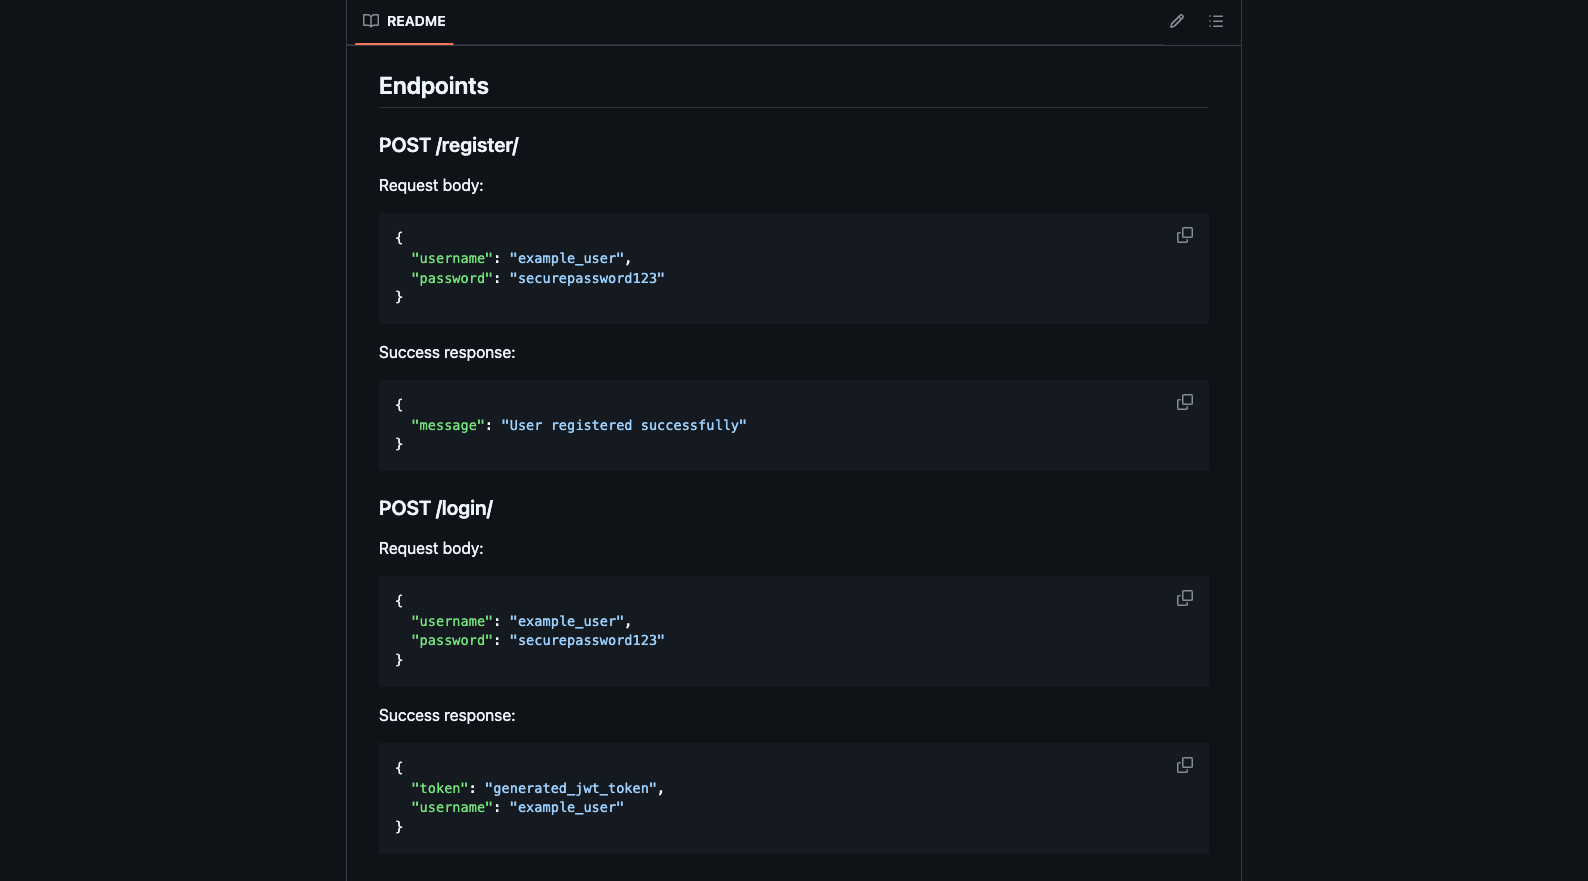 README
Endpoints
POST /register/
Request body:
{
  "username": "example_user",
  "password": "securepassword123"
}
Success response:
{
  "message": "User registered successfully"
}
POST /login/
Request body:
{
  "username": "example_user",
  "password": "securepassword123"
}
Success response:
{
  "token": "generated_jwt_token",
  "username": "example_user"
}